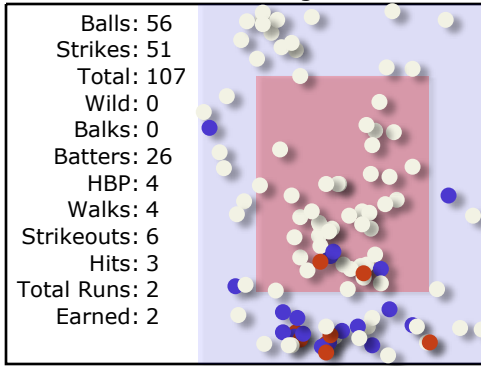 Balls: 56
Strikes: 51
Total: 107
Wild: 0
Balks: 0
Batters: 26
HBP: 4
Walks: 4
Strikeouts: 6
Hits: 3
Total Runs: 2
Earned: 2